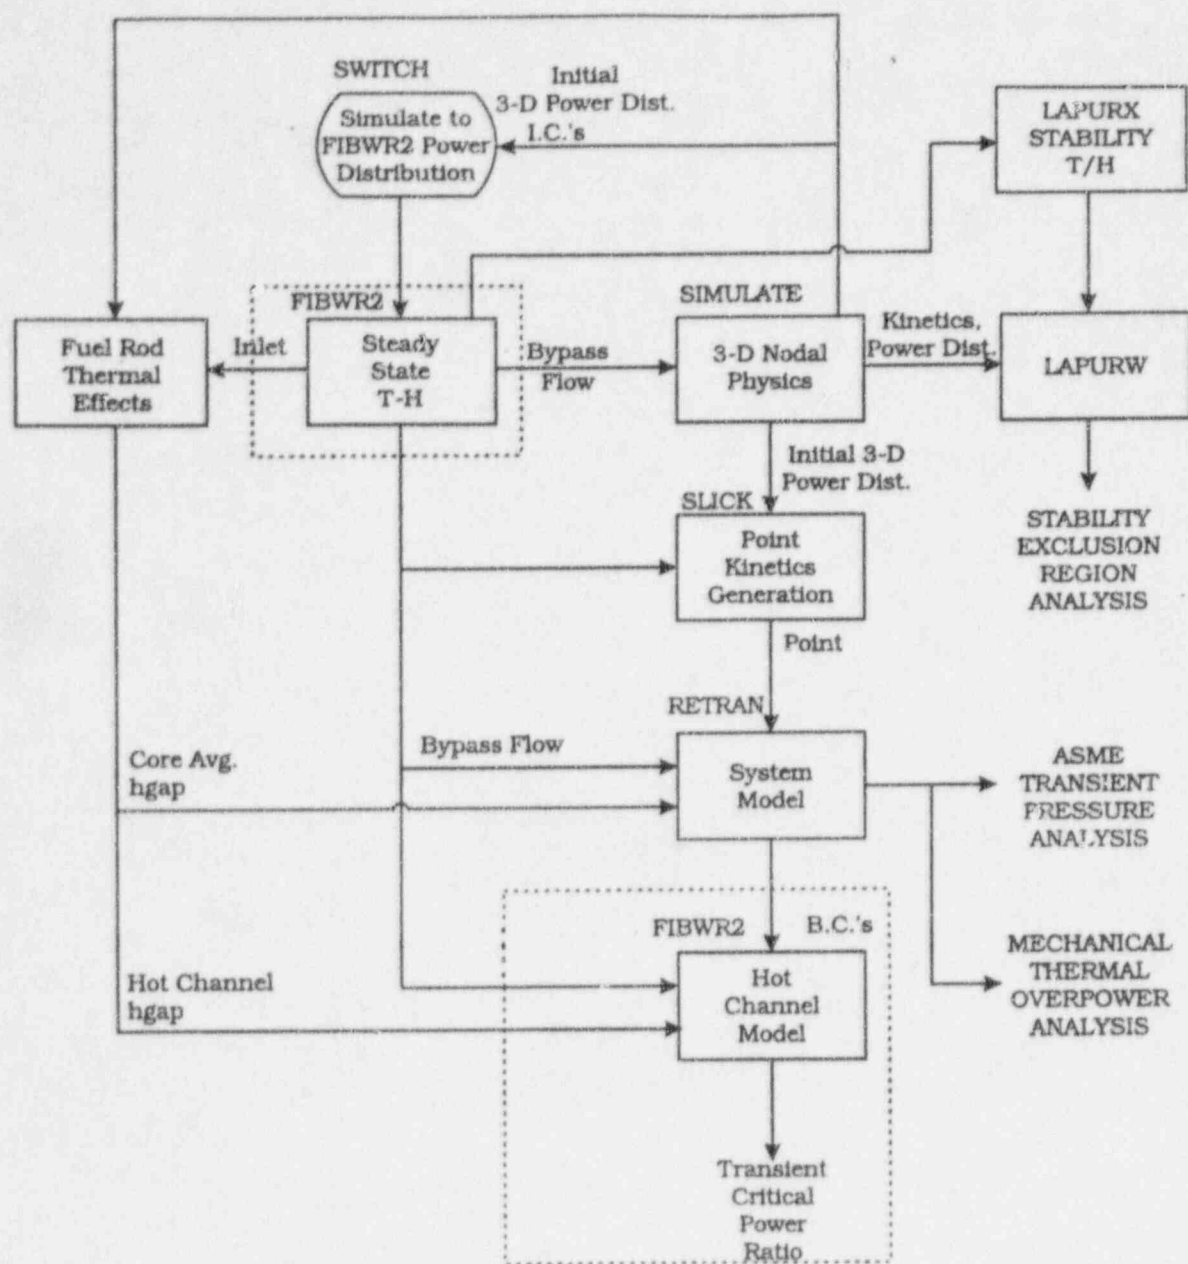 SWITCH
Initial
3-D Power Dist.
I.C.'s
Simulate to
FIBWR2 Power
Distribution
LAPURX
STABILITY
T/H
FIBWR2
SIMULATE
Fuel Rod
Thermal
Effects
Inlet
Steady
State
T-H
Bypass
Flow
3-D Nodal
Physics
Kinetics,
Power Dist.
LAPURW
Initial 3-D
Power Dist.
SLICK
Point
Kinetics
Generation
STABILITY
EXCLUSION
REGION
ANALYSIS
Point
RETRAN
Core Avg.
hgap
Bypass Flow
System
Model
ASME
TRANSIENT
PRESSURE
ANALYSIS
FIBWR2
B.C.'s
Hot Channel
hgap
Hot
Channel
Model
MECHANICAL
THERMAL
OVERPOWER
ANALYSIS
Transient
Critical
Power
Ratio